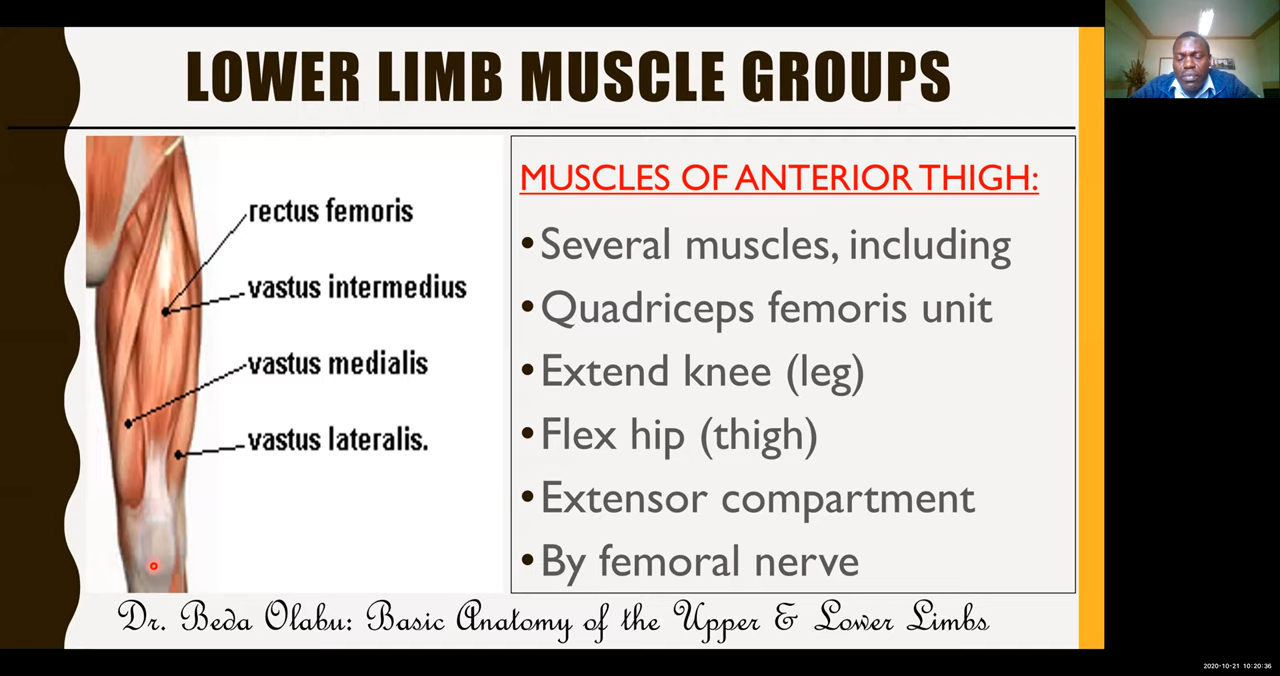 LOWER LIMB MUSCLE GROUPS
rectus femoris
vastus intermedius
vastus medialis
vastus lateralis.
MUSCLES OF ANTERIOR THIGH:
•Several muscles, including
•Quadriceps femoris unit
•Extend knee (leg)
•Flex hip (thigh)
•Extensor compartment
•By femoral nerve
Dr. Beda Olabu: Basic Anatomy of the Upper & Lower Limbs
2020-10-21 10:20:36